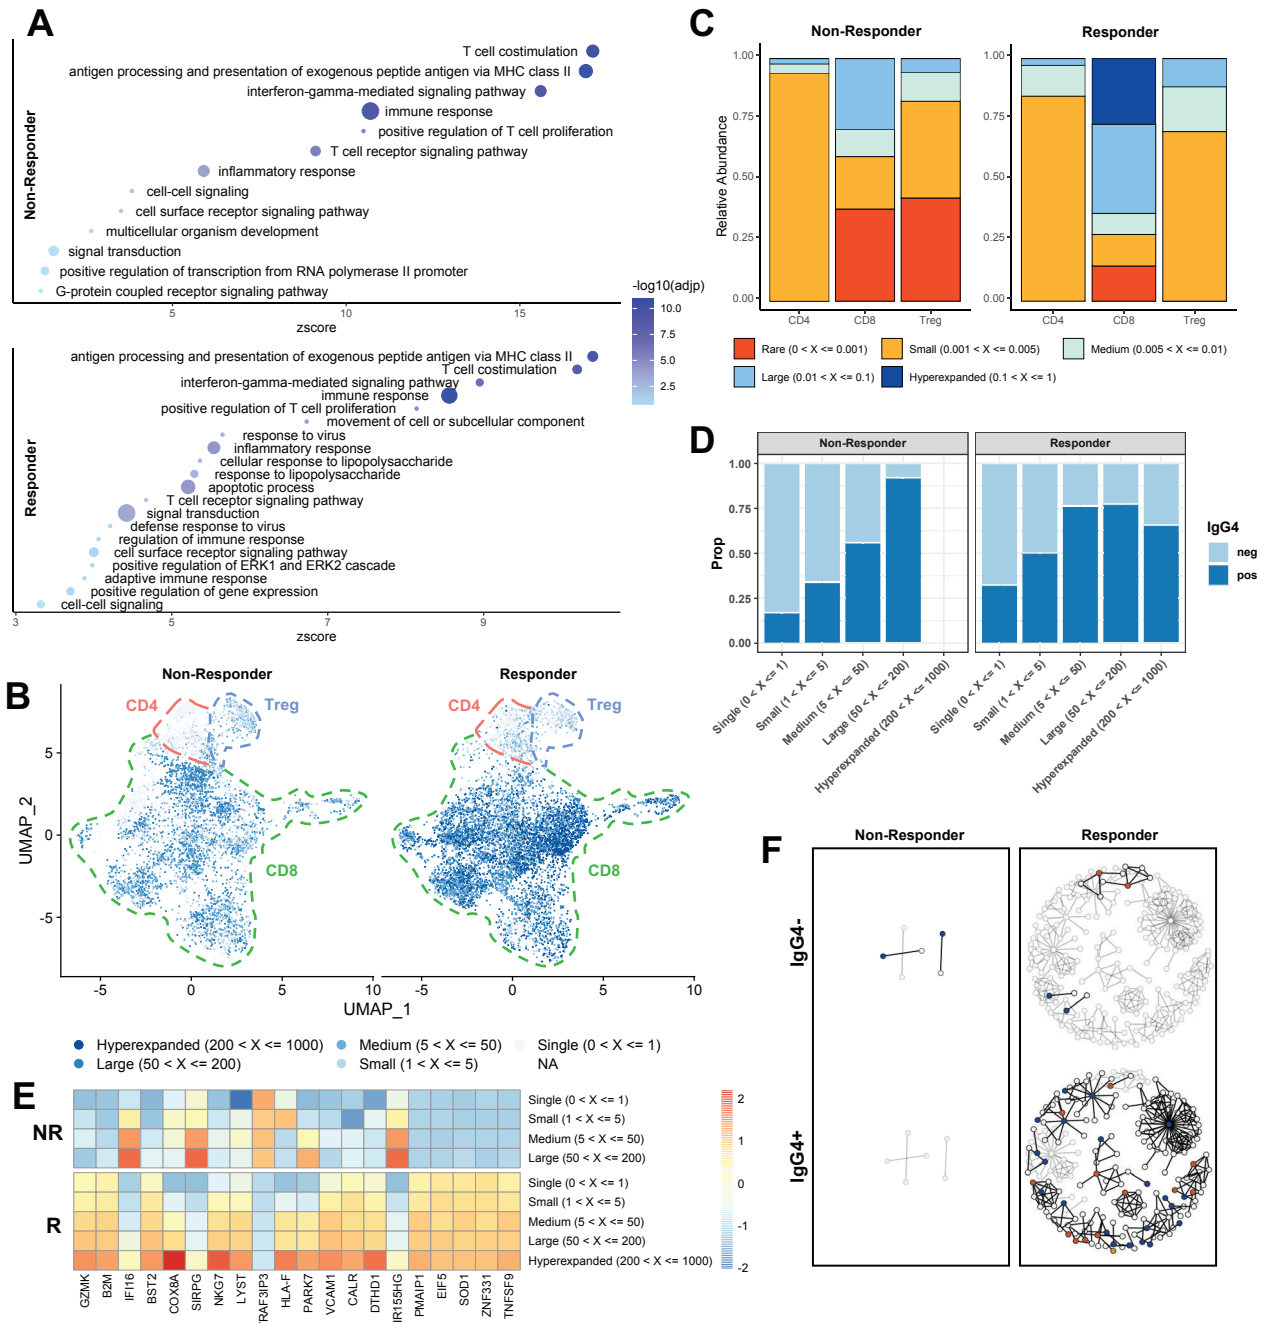 A
Non-Responder
T cell costimulation
antigen processing and presentation of exogenous peptide antigen via MHC class II
interferon-gamma-mediated signaling pathway
immune response
positive regulation of T cell proliferation
T cell receptor signaling pathway
inflammatory response
cell-cell signaling
cell surface receptor signaling pathway
multicellular organism development
signal transduction
positive regulation of transcription from RNA polymerase II promoter
G-protein coupled receptor signaling pathway
5 10 15
zscore
-log10(adjp)
10.0
7.5
5.0
2.5
Responder
antigen processing and presentation of exogenous peptide antigen via MHC class II
T cell costimulation
interferon-gamma-mediated signaling pathway
immune response
positive regulation of T cell proliferation
movement of cell or subcellular component
response to virus
inflammatory response
cellular response to lipopolysaccharide
response to lipopolysaccharide
apoptotic process
T cell receptor signaling pathway
signal transduction
defense response to virus
regulation of immune response
cell surface receptor signaling pathway
positive regulation of ERK1 and ERK2 cascade
adaptive immune response
positive regulation of gene expression
cell-cell signaling
3 5 7 9
zscore
B
Non-Responder Responder
CD4 Treg CD4 Treg
CD8 CD8
UMAP_2
5
0
-5
-5 0 5 10 -5 0 5 10
UMAP_1
Hyperexpanded (200 < X <= 1000) Medium (5 < X <= 50) Single (0 < X <= 1)
Large (50 < X <= 200) Small (1 < X <= 5) NA
C
Non-Responder Responder
Relative Abundance
1.00 1.00
0.75 0.75
0.50 0.50
0.25 0.25
0.00 0.00
CD4 CD8 Treg CD4 CD8 Treg
Rare (0 < X <= 0.001) Small (0.001 < X <= 0.005) Medium (0.005 < X <= 0.01)
Large (0.01 < X <= 0.1) Hyperexpanded (0.1 < X <= 1)
D
Non-Responder Responder
Prop
1.00
0.75
0.50
0.25
0.00
Single (0 < X <= 1)
Small (1 < X <= 5)
Medium (5 < X <= 50)
Large (50 < X <= 200)
Hyperexpanded (200 < X <= 1000)
Single (0 < X <= 1)
Small (1 < X <= 5)
Medium (5 < X <= 50)
Large (50 < X <= 200)
Hyperexpanded (200 < X <= 1000)
IgG4
neg
pos
E
NR
Single (0 < X <= 1)
Small (1 < X <= 5)
Medium (5 < X <= 50)
Large (50 < X <= 200)
R
Single (0 < X <= 1)
Small (1 < X <= 5)
Medium (5 < X <= 50)
Large (50 < X <= 200)
Hyperexpanded (200 < X <= 1000)
2
1
0
-1
-2
GZMK
B2M
IFI16
BST2
COX8A
SIRPG
NKG7
LYST
RAF3IP3
HLA-F
PARK7
VCAM1
CALR
DTHD1
IR155HG
PMAIP1
EIF5
SOD1
ZNF331
TNFSF9
F
Non-Responder Responder
IgG4-
IgG4+